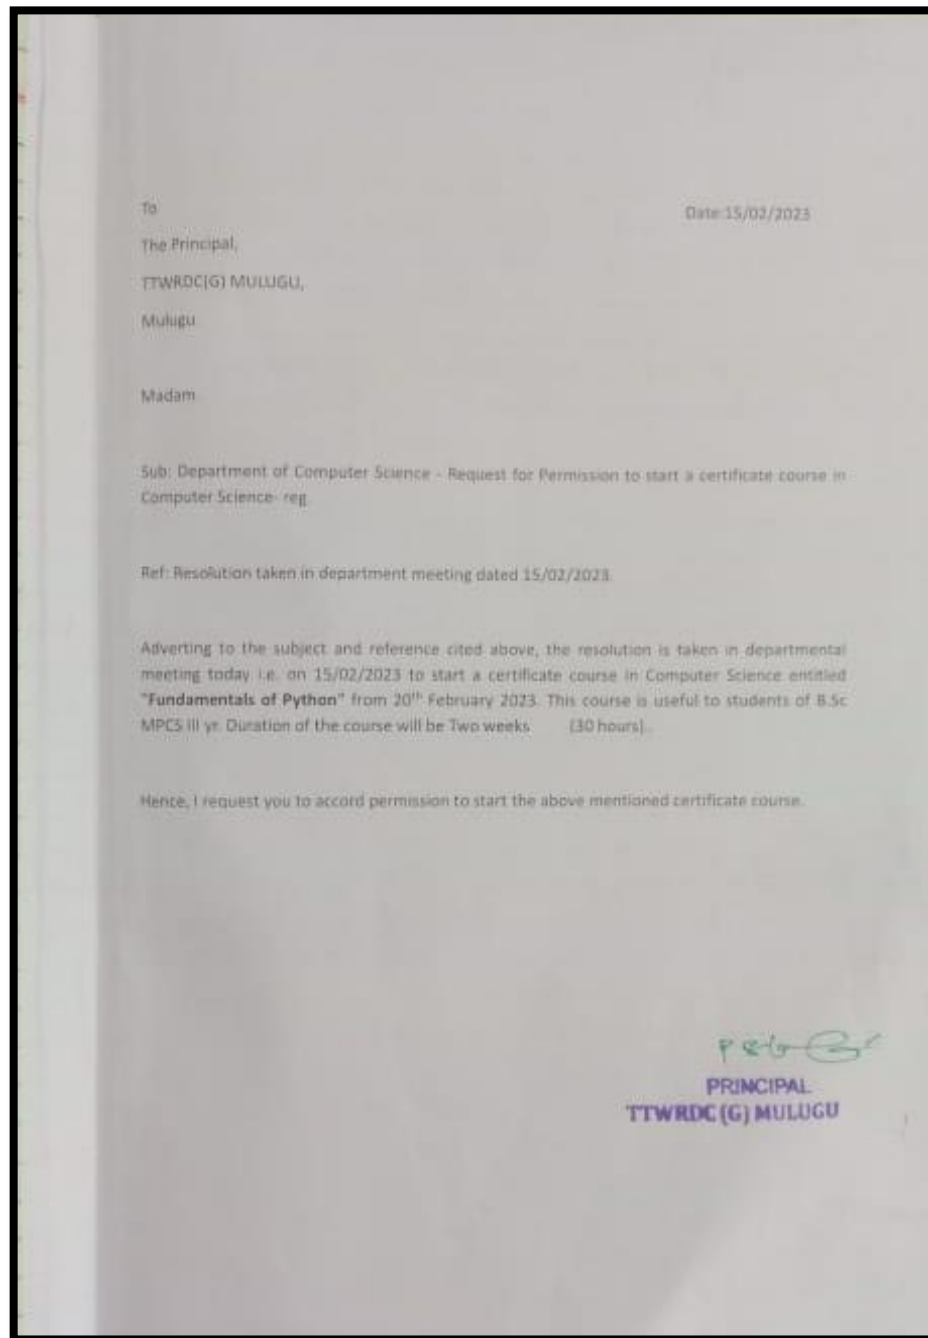 To
Date:15/02/2023
The Principal,
TTWRDC(G) MULUGU,
Mulugu
Madam
Sub: Department of Computer Science - Request for Permission to start a certificate course in
Computer Science- reg.
Ref: Resolution taken in department meeting dated 15/02/2023.
Adverting to the subject and reference cited above, the resolution is taken in departmental
meeting today i.e. on 15/02/2023 to start a certificate course in Computer Science entitled
"Fundamentals of Python" from 20th February 2023. This course is useful to students of B.Sc
MPCS III yr. Duration of the course will be Two weeks (30 hours).
Hence, I request you to accord permission to start the above mentioned certificate course.
PRINCIPAL
TTWRDC (G) MULUGU